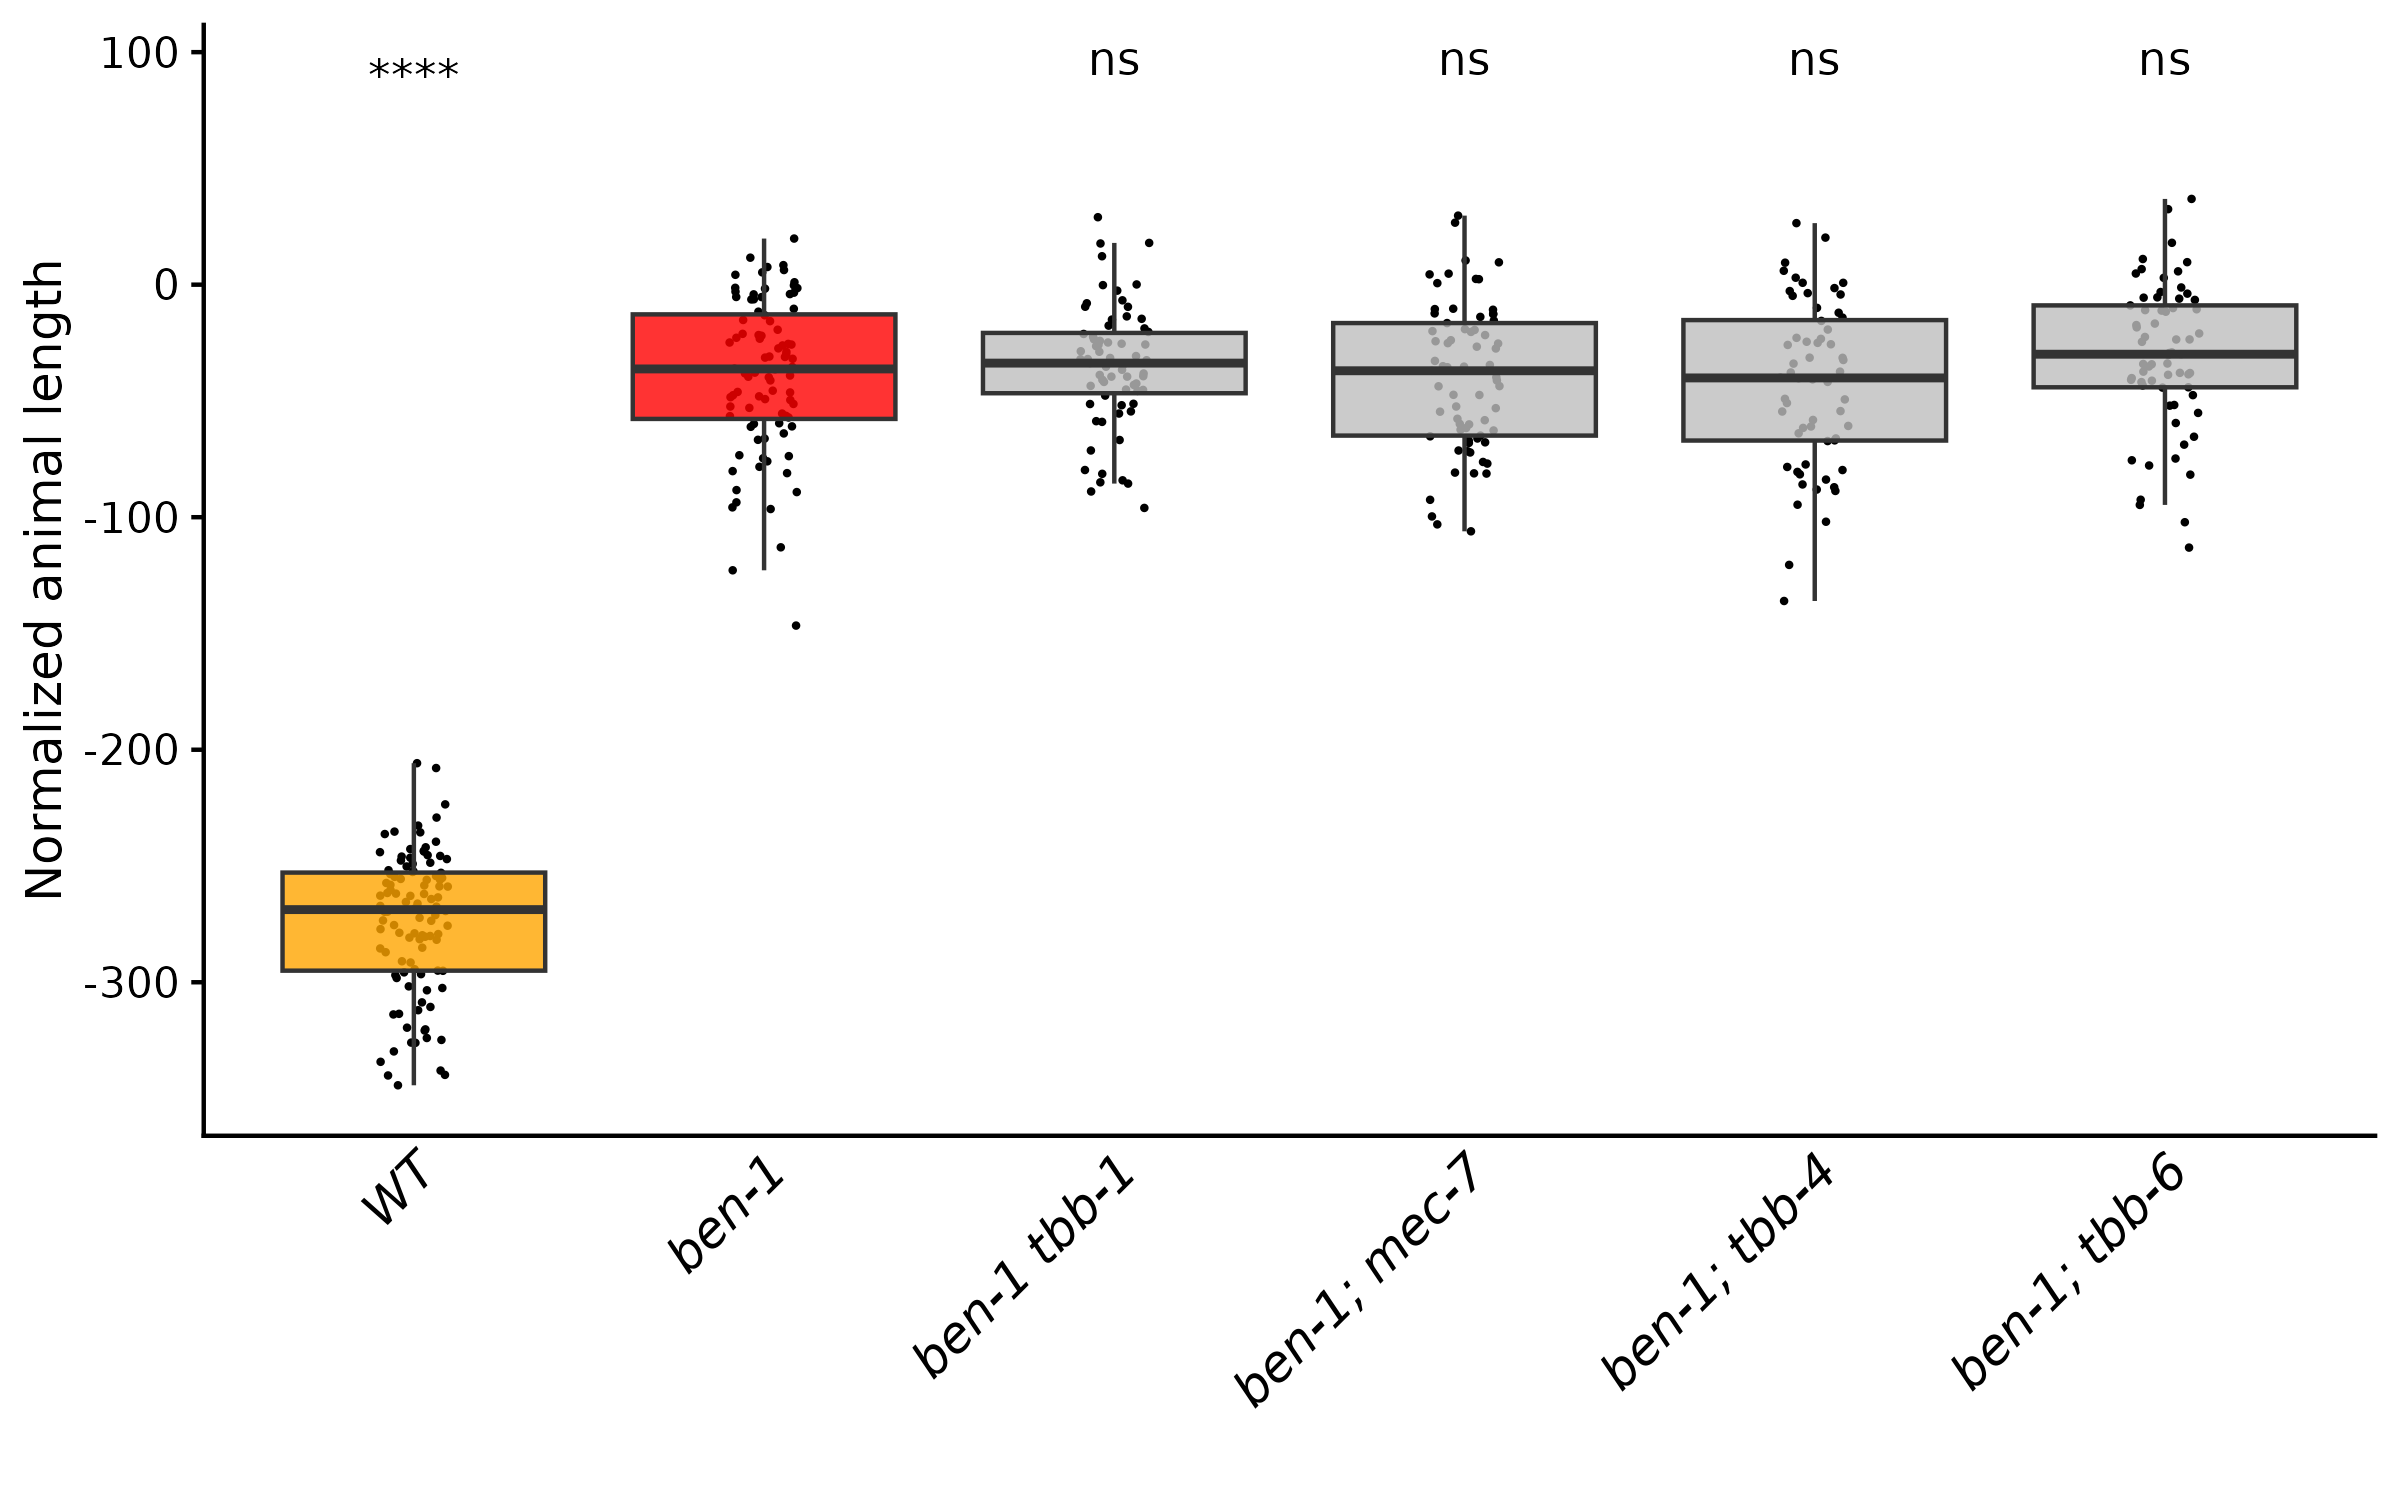 Normalized animal length
100
0
-100
-200
-300
****
ns
ns
ns
ns
WT
ben-1
ben-1 tbb-1
ben-1; mec-7
ben-1; tbb-4
ben-1; tbb-6